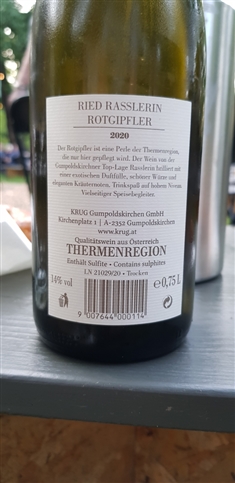 RIED RASSLERIN
ROTGIPFLER
2020
Der Rotgipfler ist eine Perle der Thermenregion,
die nur hier gepflegt wird. Der Wein von der
Gumpoldskirchner Top-Lage Rasslerin brilliert mit
einer exotischen Duftfülle, schöner Würze und
eleganten Kräuternoten. Trinkspaß auf hohem Niveau.
Vielseitiger Speisebegleiter.
KRUG Gumpoldskirchen GmbH
Kirchenplatz 1 | A-2352 Gumpoldskirchen
www.krug.at
Qualitätswein aus Österreich
THERMENREGION
Enthält Sulfite • Contains sulphites
LN 21029/20 • Trocken
14% vol
℮0,75 L
9 007644 000114